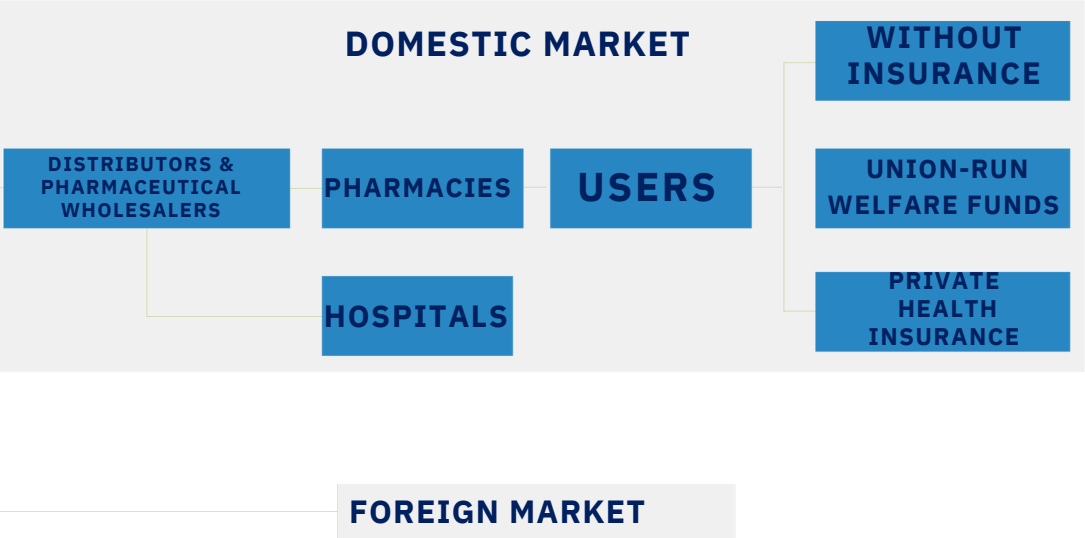 DOMESTIC MARKET
WITHOUT
INSURANCE
DISTRIBUTORS &
PHARMACEUTICAL
WHOLESALERS
PHARMACIES
USERS
UNION-RUN
WELFARE FUNDS
HOSPITALS
PRIVATE
HEALTH
INSURANCE
FOREIGN MARKET